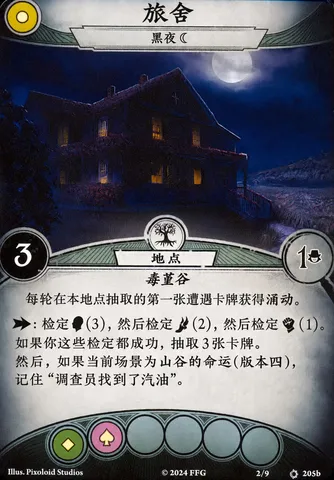 旅舍
黑夜☾
3
地点
1
毒堇谷
每轮在本地点抽取的第一张遭遇卡牌获得涌动。
：检定(3)，然后检定(2)，然后检定(1)。
如果你这些检定都成功，抽取3张卡牌。
然后，如果当前场景为山谷的命运(版本四)，
记住“调查员找到了汽油”。
Illus. Pixoloid Studios
© 2024 FFG
2/9
205b